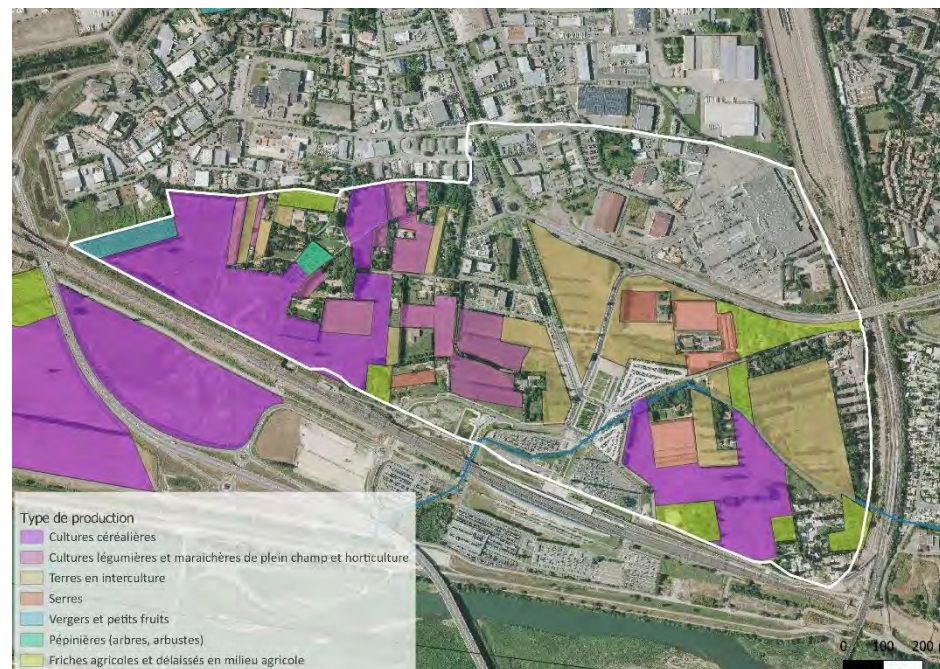 Type de production
Cultures céréalières
Cultures légumières et maraichères de plein champ et horticulture
Terres en interculture
Serres
Vergers et petits fruits
Pépinières (arbres, arbustes)
Friches agricoles et délaissés en milieu agricole
0 100 200